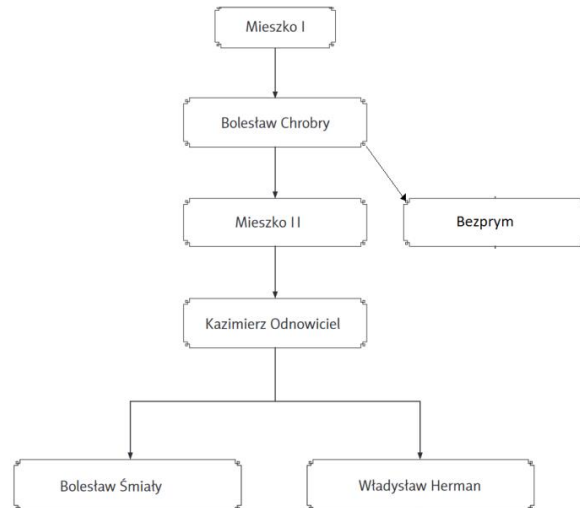 Mieszko I
Bolesław Chrobry
Mieszko II
Bezprym
Kazimierz Odnowiciel
Bolesław Śmiały
Władysław Herman